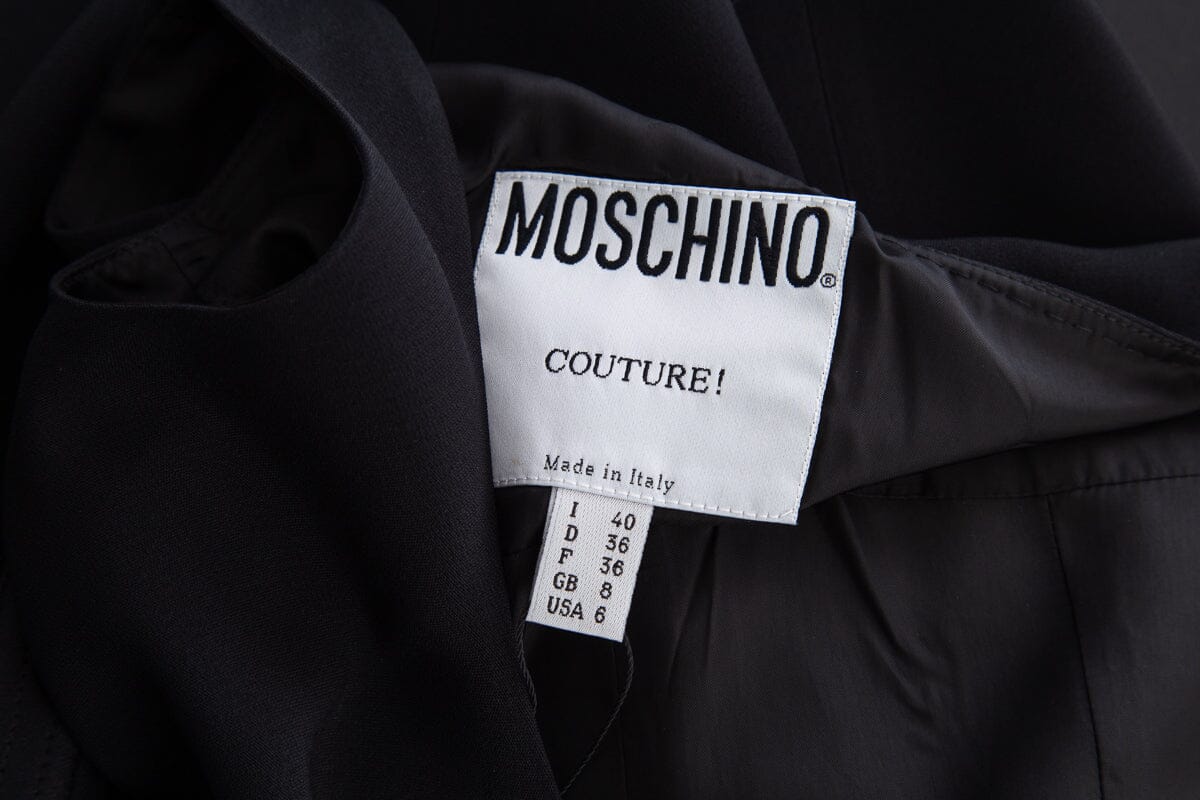 MOSCHINO®
COUTURE!
Made in Italy
I 40
D 36
F 36
GB 8
USA 6